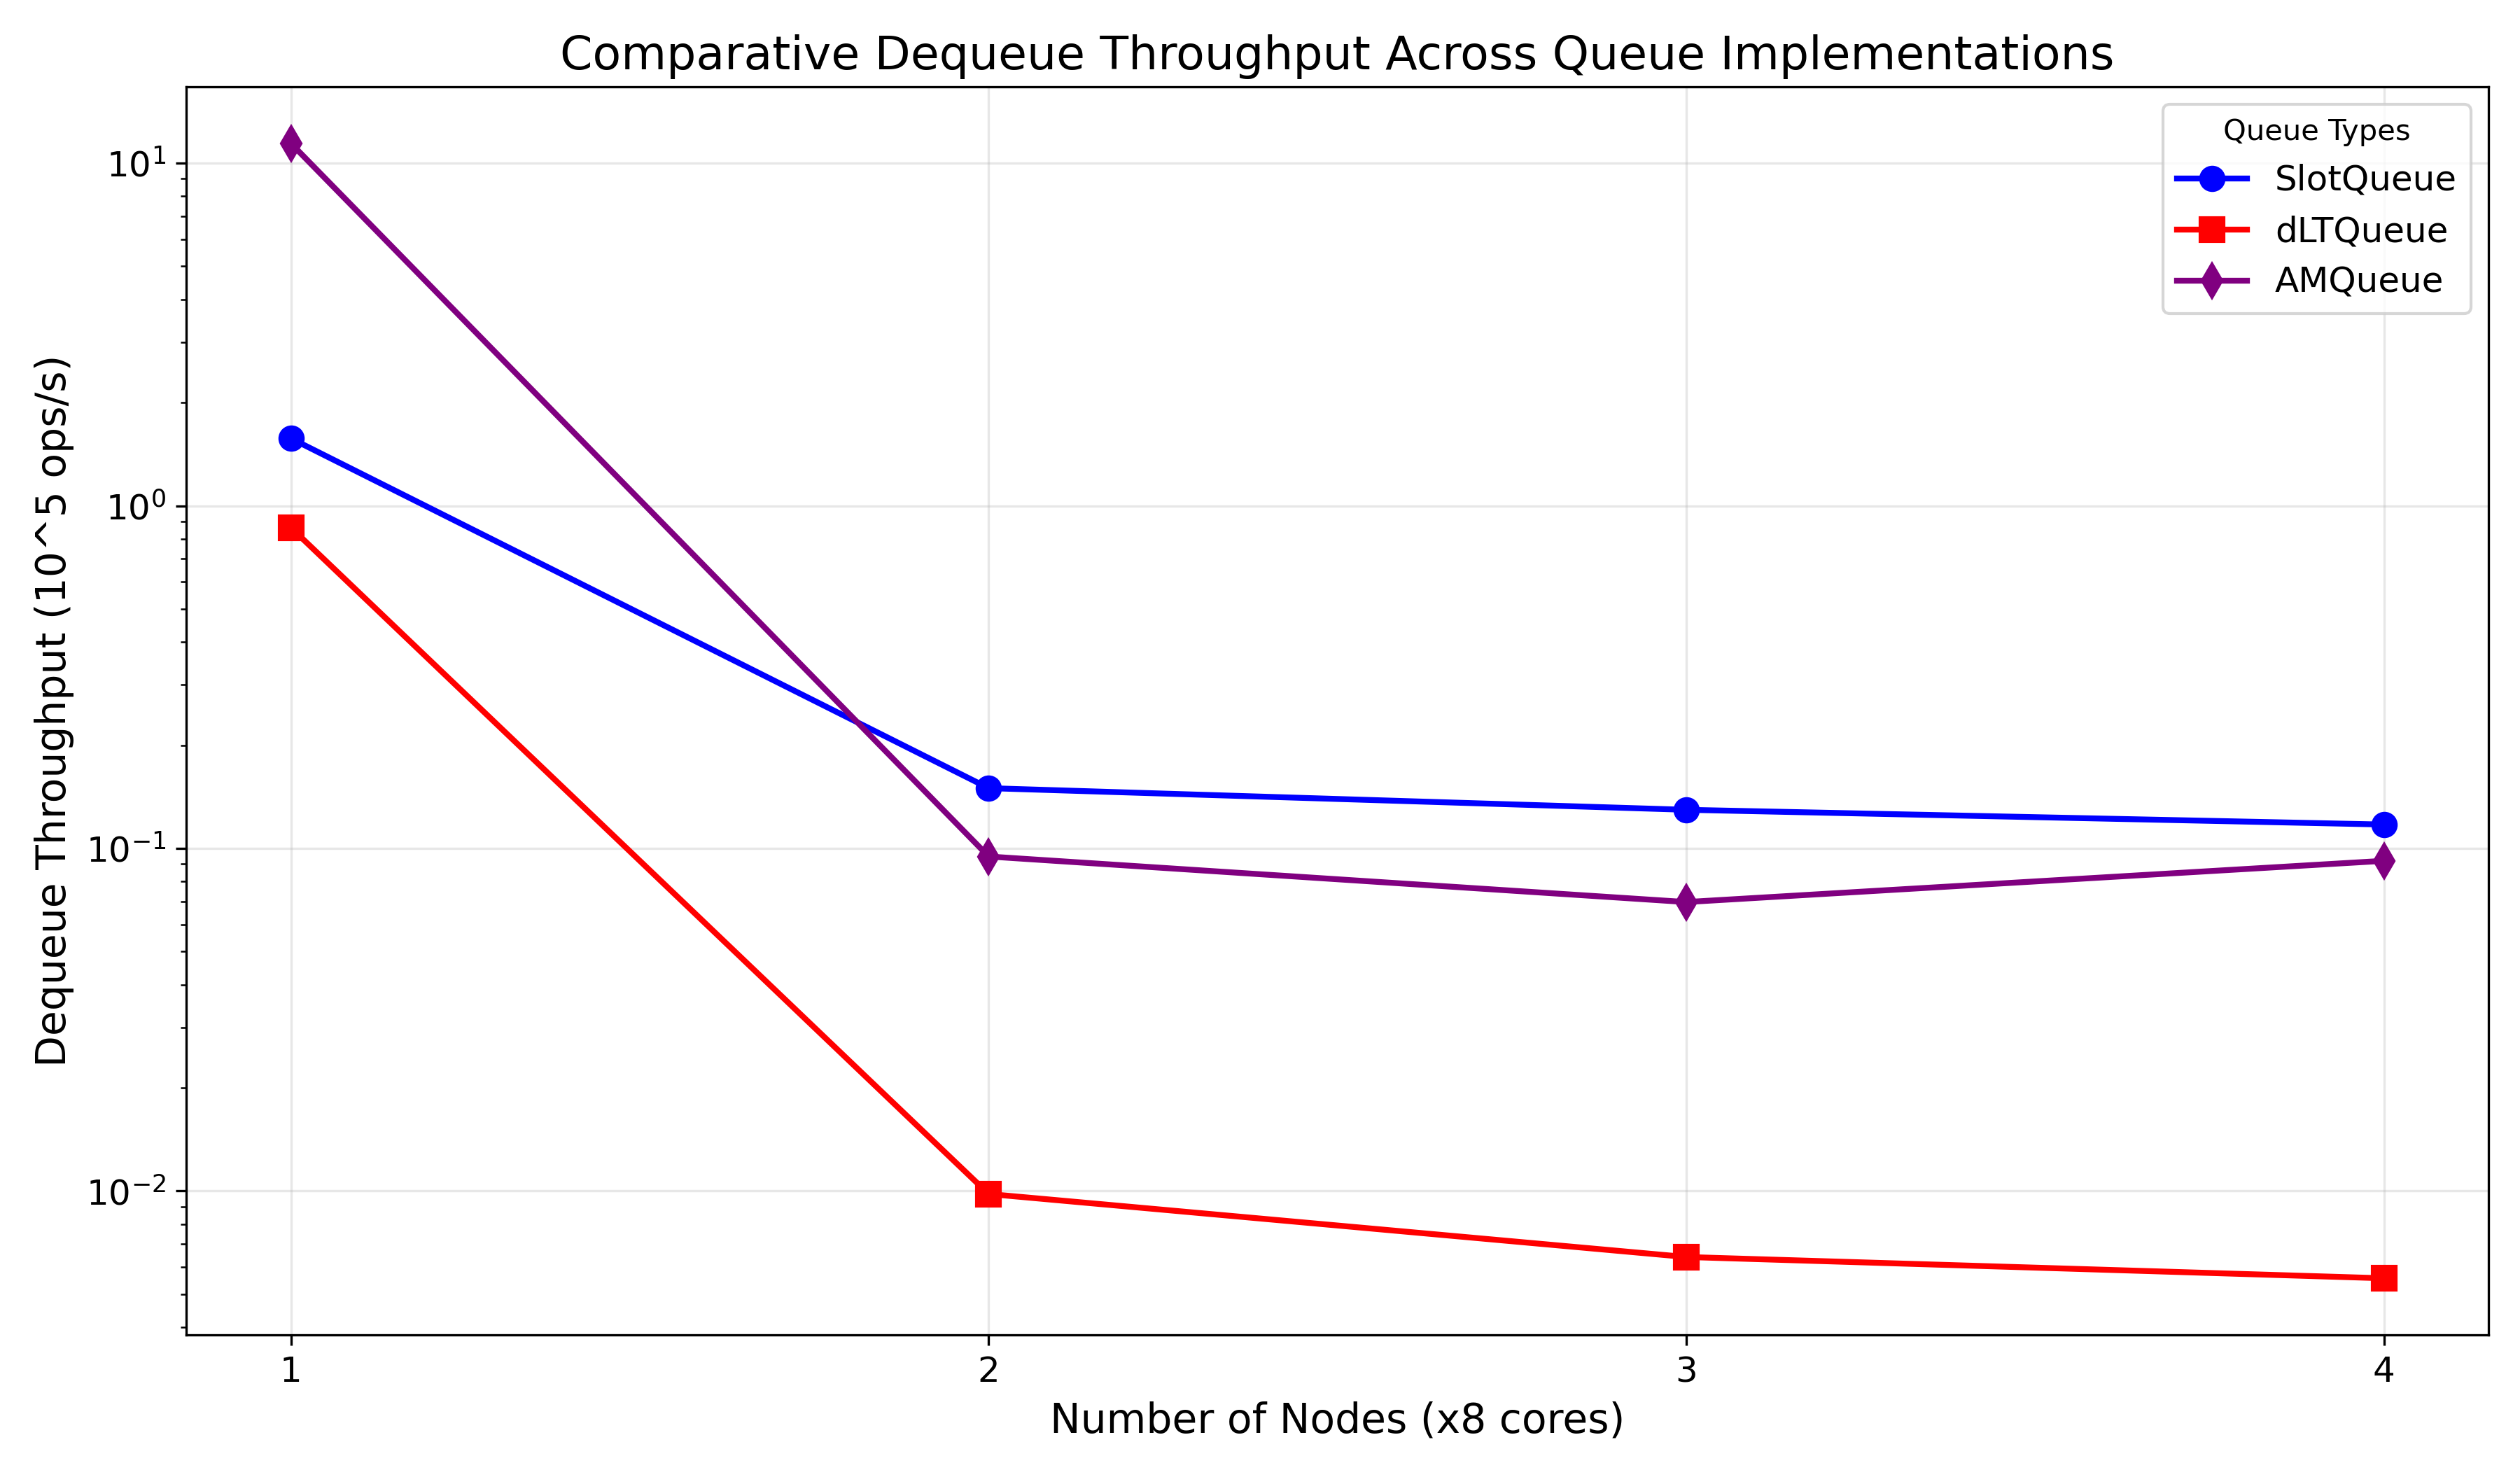 Comparative Dequeue Throughput Across Queue Implementations
Queue Types
SlotQueue
dLTQueue
AMQueue
Dequeue Throughput (10^5 ops/s)
10¹
10⁰
10⁻¹
10⁻²
1 2 3 4
Number of Nodes (x8 cores)